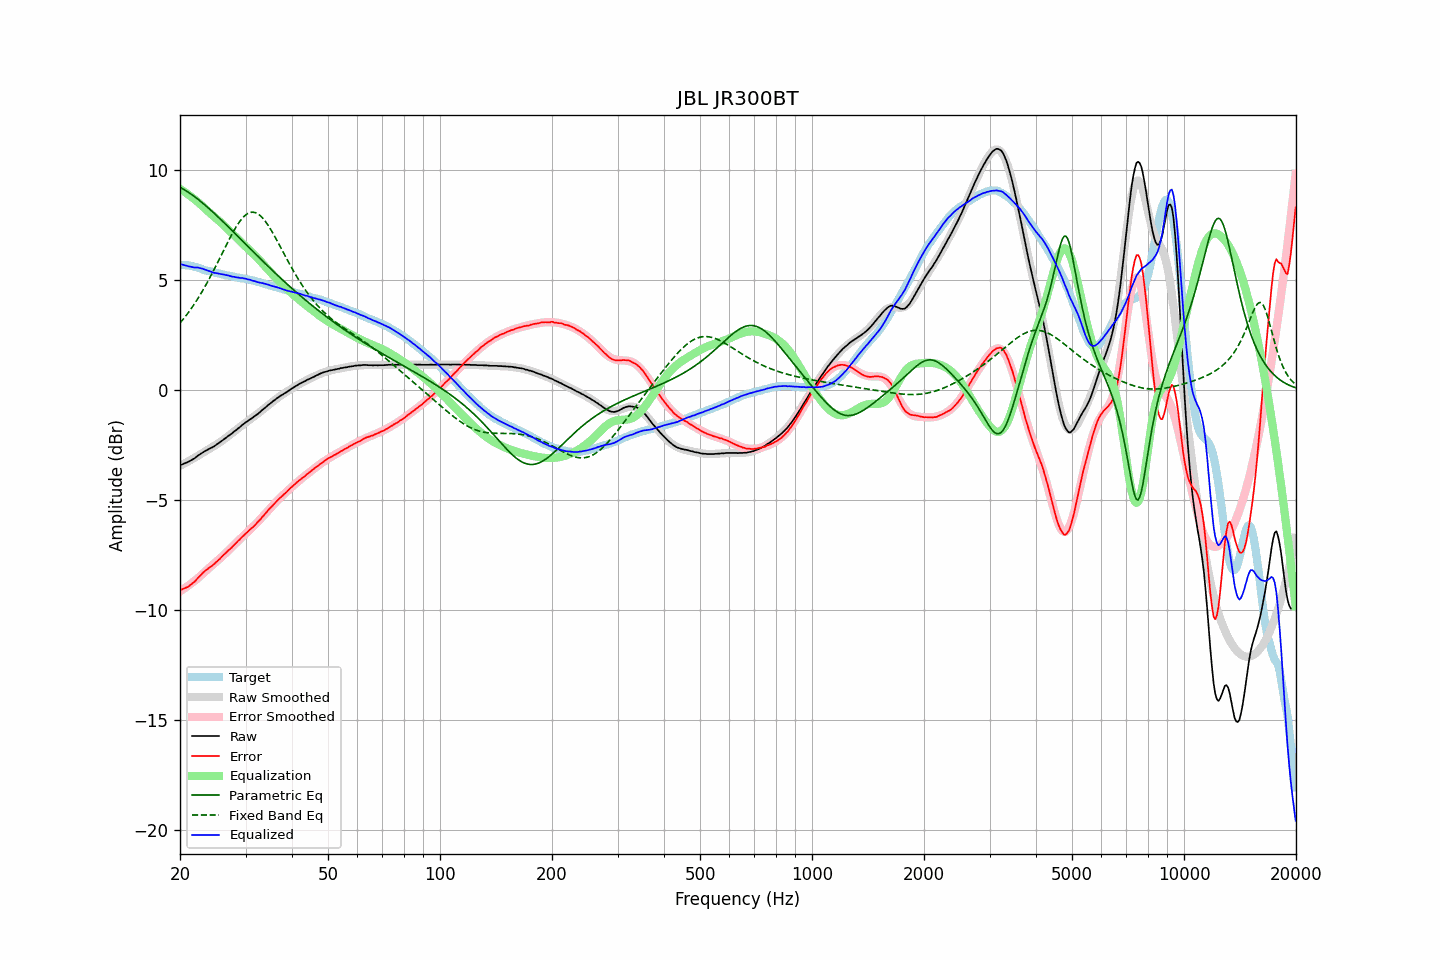 JBL JR300BT
Amplitude (dBr)
10
5
0
−5
−10
−15
−20
Target
Raw Smoothed
Error Smoothed
Raw
Error
Equalization
Parametric Eq
Fixed Band Eq
Equalized
20 50 100 200 500 1000 2000 5000 10000 20000
Frequency (Hz)